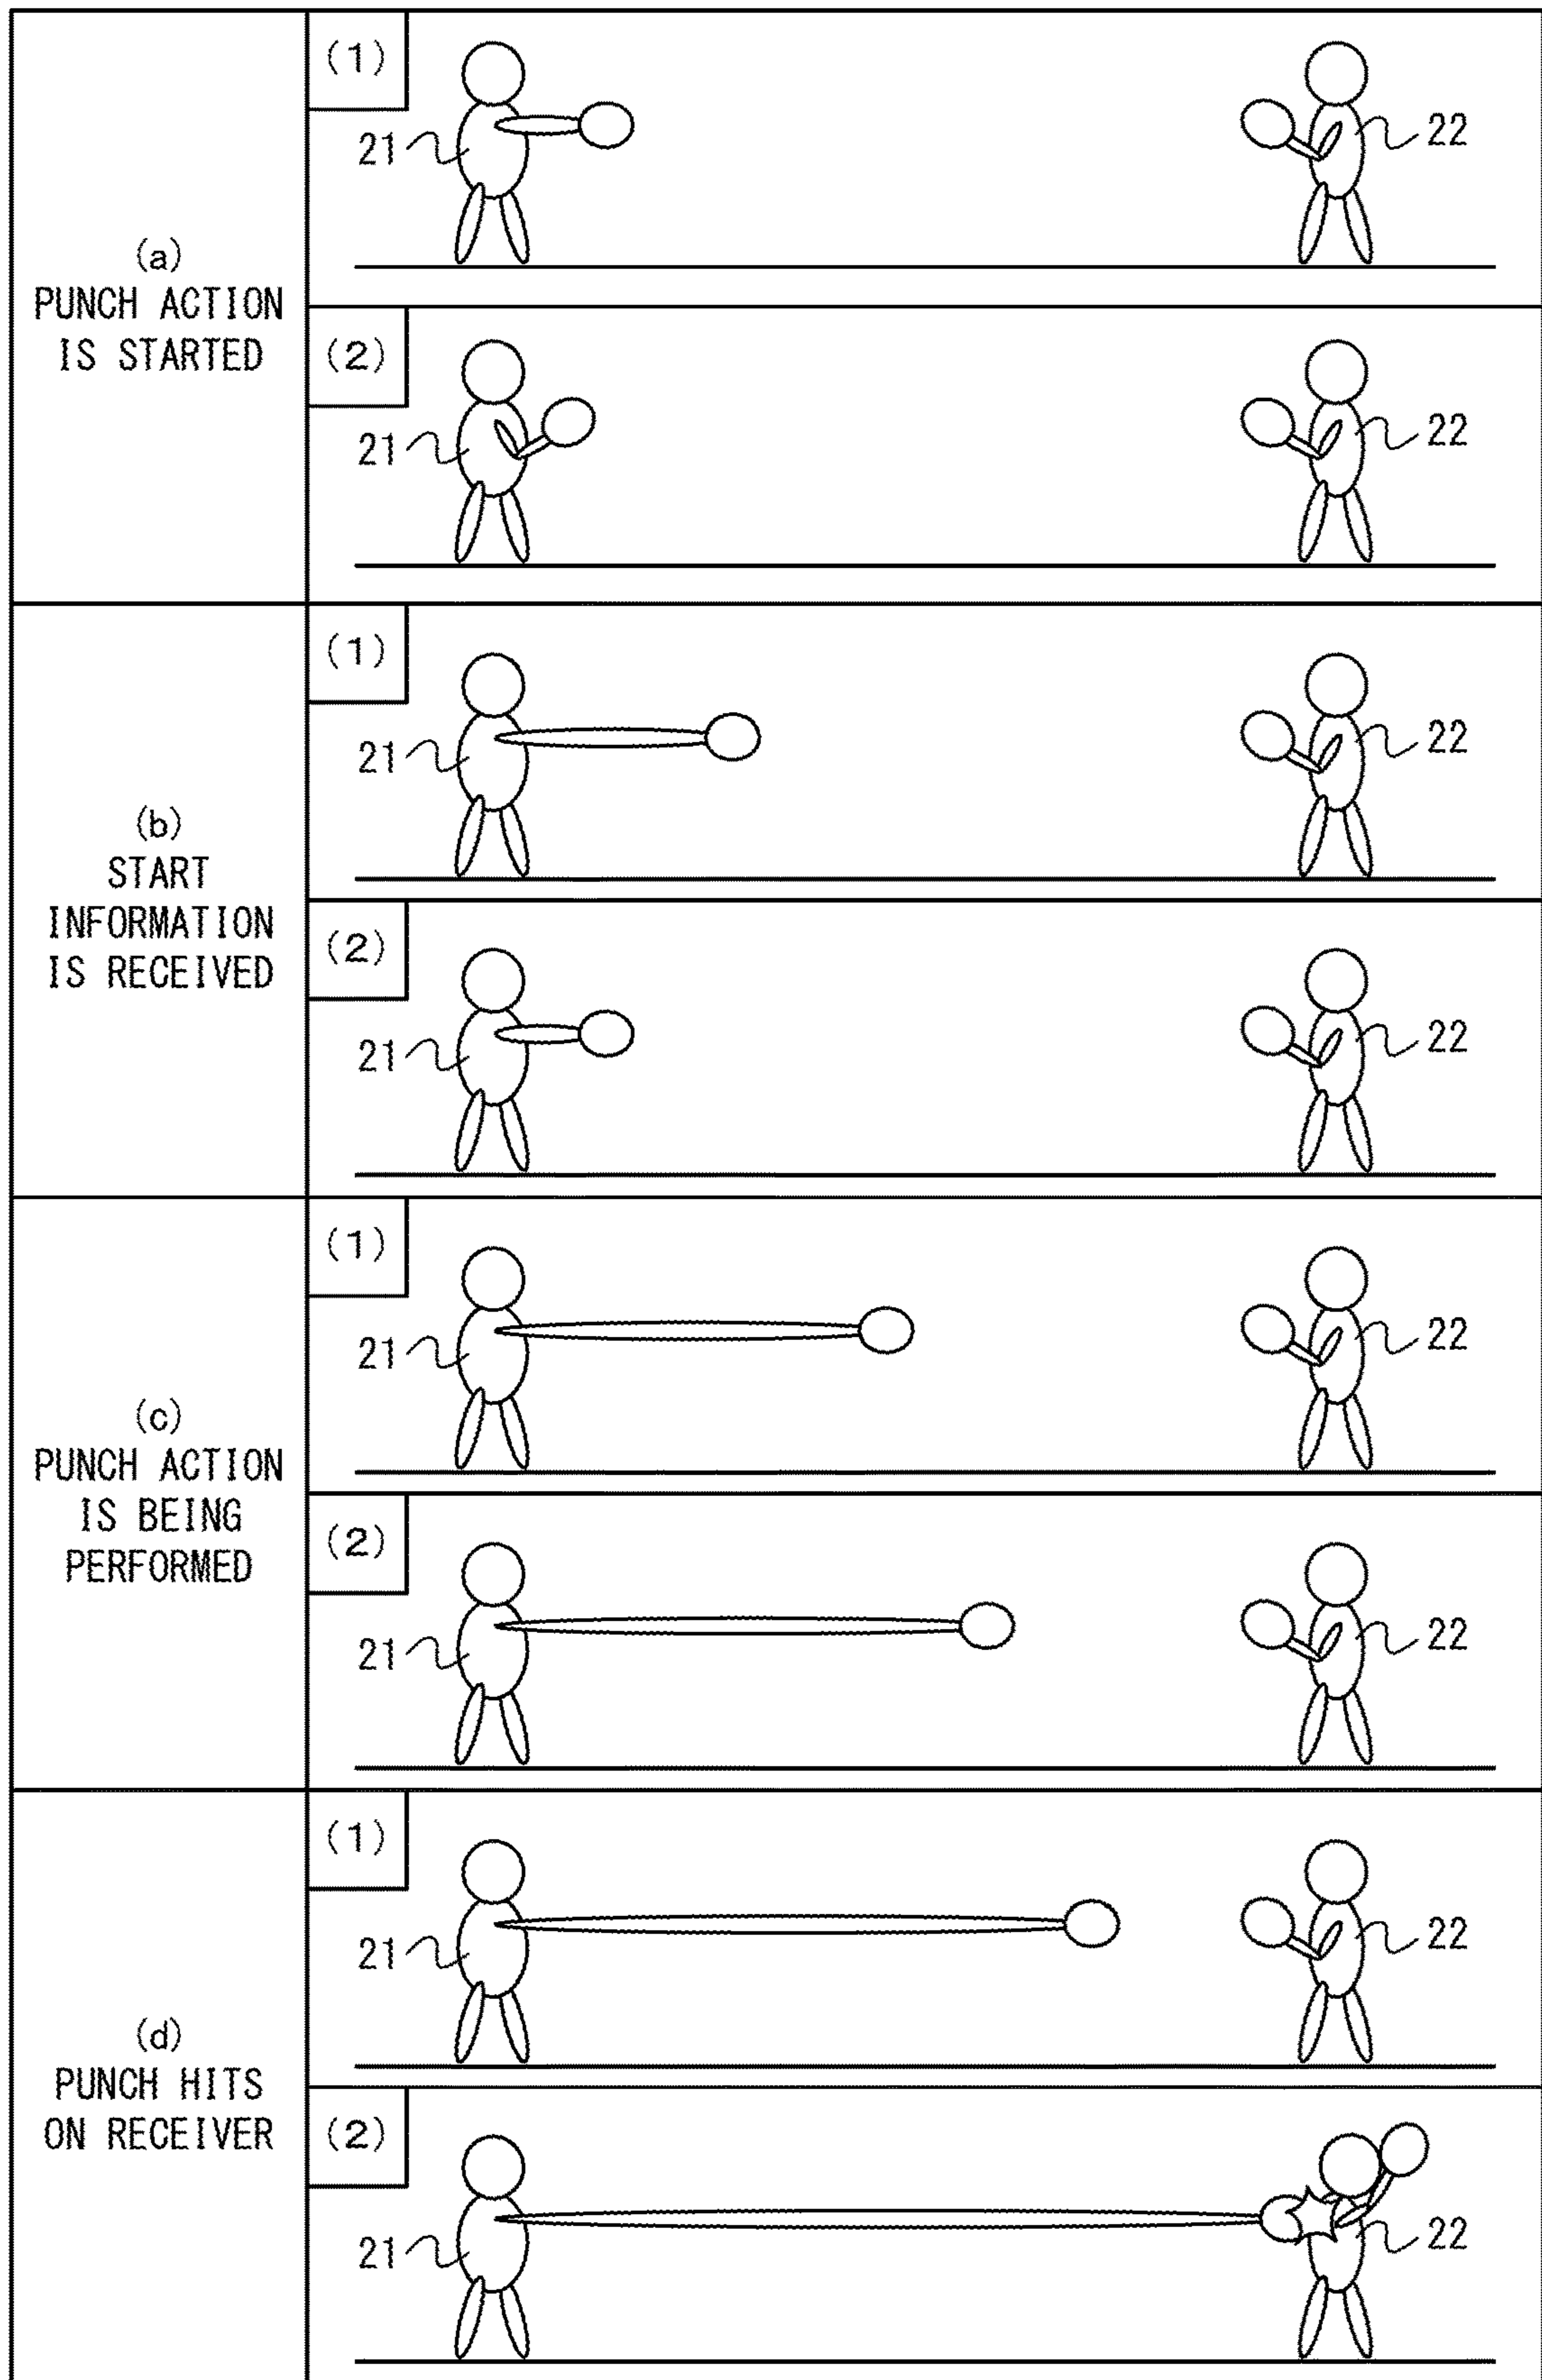 (a)
PUNCH ACTION
IS STARTED
(1)
21
22
(2)
21
22
(b)
START
INFORMATION
IS RECEIVED
(1)
21
22
(2)
21
22
(c)
PUNCH ACTION
IS BEING
PERFORMED
(1)
21
22
(2)
21
22
(d)
PUNCH HITS
ON RECEIVER
(1)
21
22
(2)
21
22